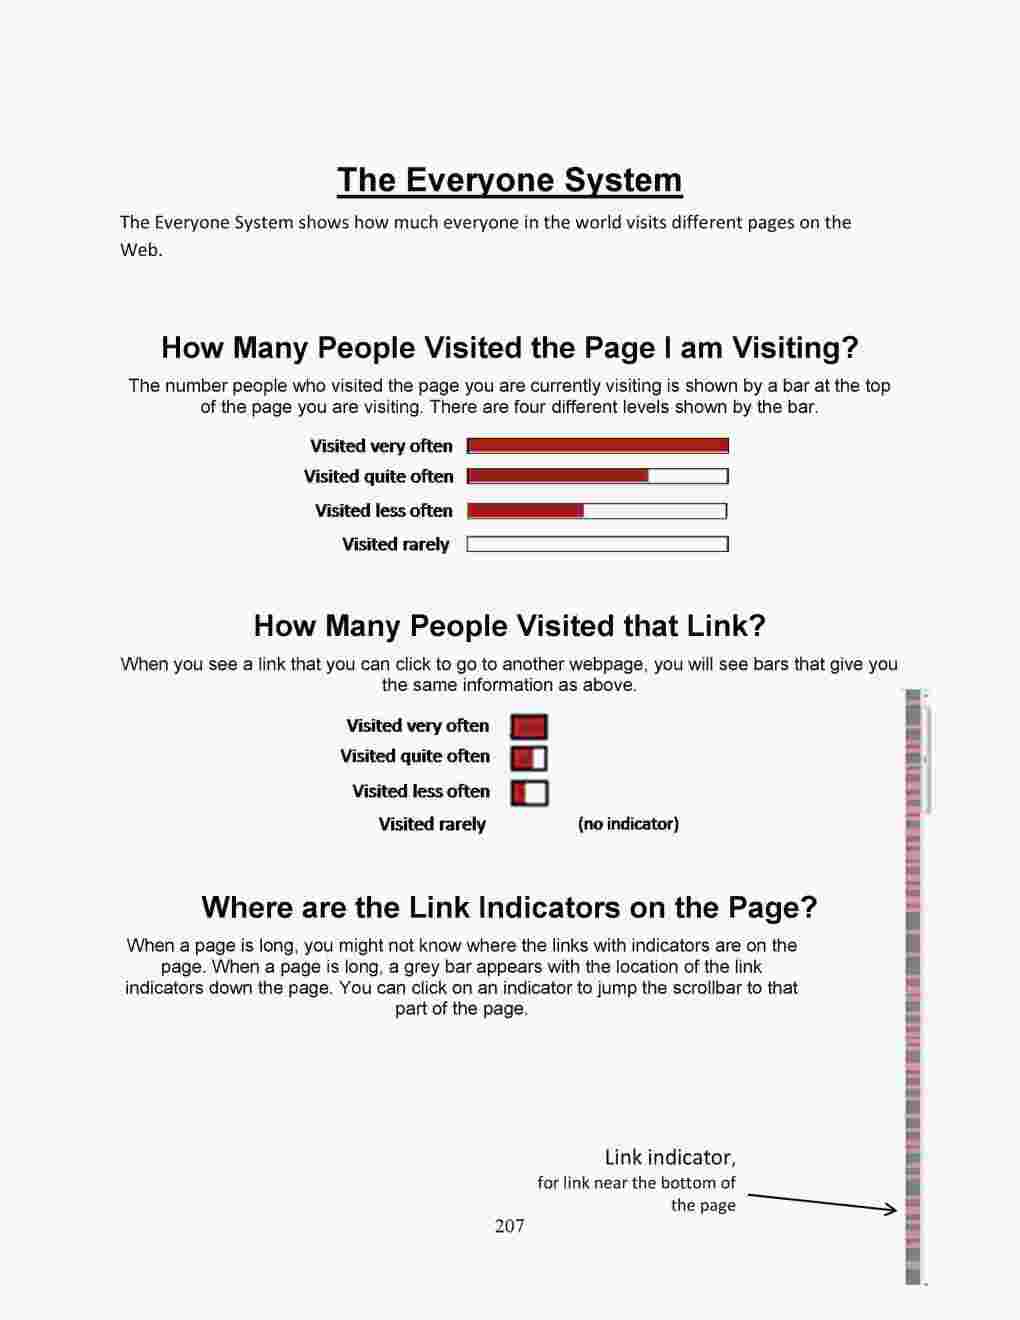 The Everyone System
The Everyone System shows how much everyone in the world visits different pages on the
Web.
How Many People Visited the Page I am Visiting?
The number people who visited the page you are currently visiting is shown by a bar at the top
of the page you are visiting. There are four different levels shown by the bar.
Visited very often
Visited quite often
Visited less often
Visited rarely
How Many People Visited that Link?
When you see a link that you can click to go to another webpage, you will see bars that give you
the same information as above.
Visited very often
Visited quite often
Visited less often
Visited rarely (no indicator)
Where are the Link Indicators on the Page?
When a page is long, you might not know where the links with indicators are on the
page. When a page is long, a grey bar appears with the location of the link
indicators down the page. You can click on an indicator to jump the scrollbar to that
part of the page.
Link indicator,
for link near the bottom of
the page
207